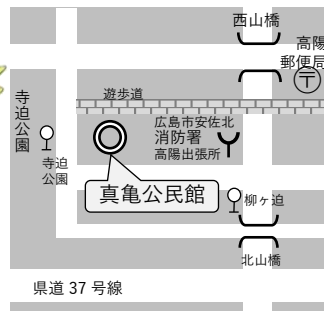 西山橋
高陽
郵便局
遊歩道
寺迫公園
広島市安佐北
消防署
高陽出張所
寺迫
公園
真亀公民館
柳ヶ迫
北山橋
県道 37 号線